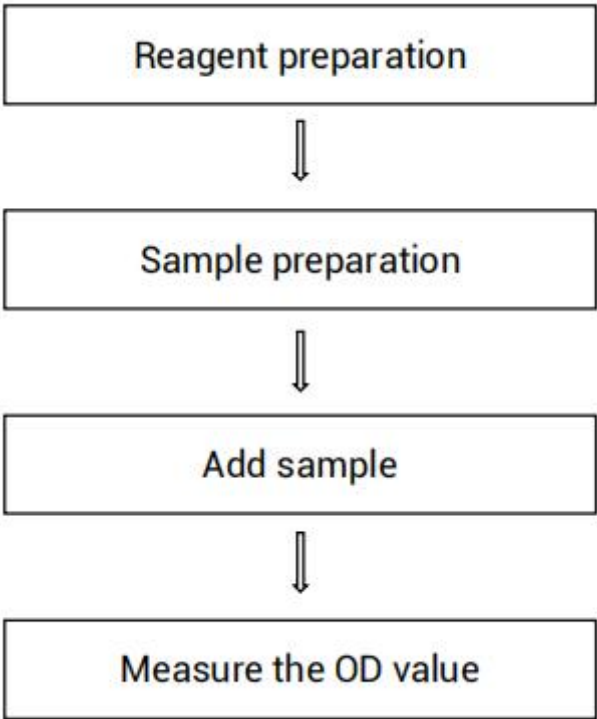 Reagent preparation
Sample preparation
Add sample
Measure the OD value